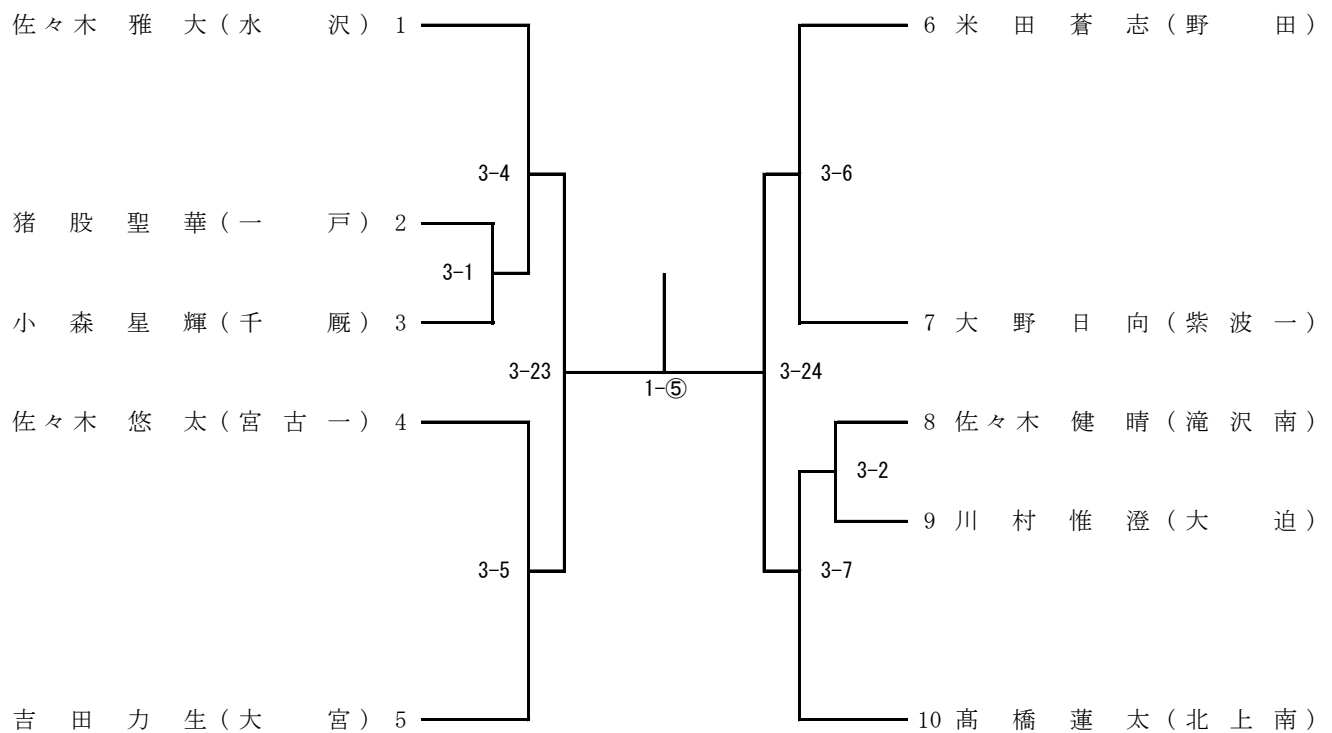 佐々木 雅 大 (水 沢) 1
3-4
猪 股 聖 華 (一 戸) 2
3-1
小 森 星 輝 (千 厩) 3
3-23
佐々木 悠 太 (宮 古 一) 4
3-5
吉 田 力 生 (大 宮) 5
1-⑤
6 米 田 蒼 志 (野 田)
3-6
7 大 野 日 向 (紫 波 一)
3-24
8 佐々木 健 晴 (滝 沢 南)
3-2
9 川 村 惟 澄 (大 迫)
3-7
10 髙 橋 蓮 太 (北 上 南)